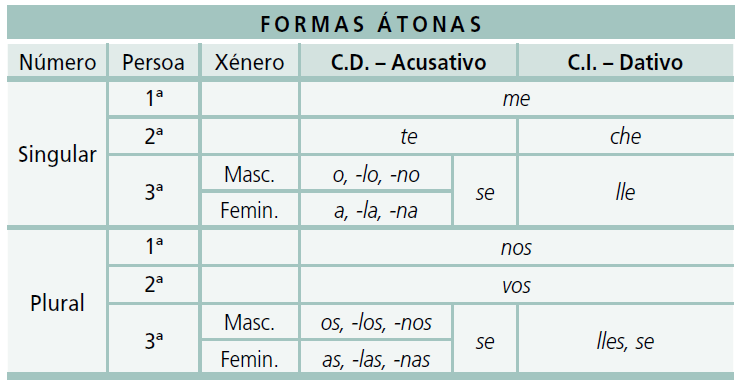 FORMAS ÁTONAS
Número Persoa Xénero C.D. – Acusativo C.I. – Dativo
Singular 1ª me
2ª te che
3ª Masc. o, -lo, -no se lle
Femin. a, -la, -na
Plural 1ª nos
2ª vos
3ª Masc. os, -los, -nos se lles, se
Femin. as, -las, -nas